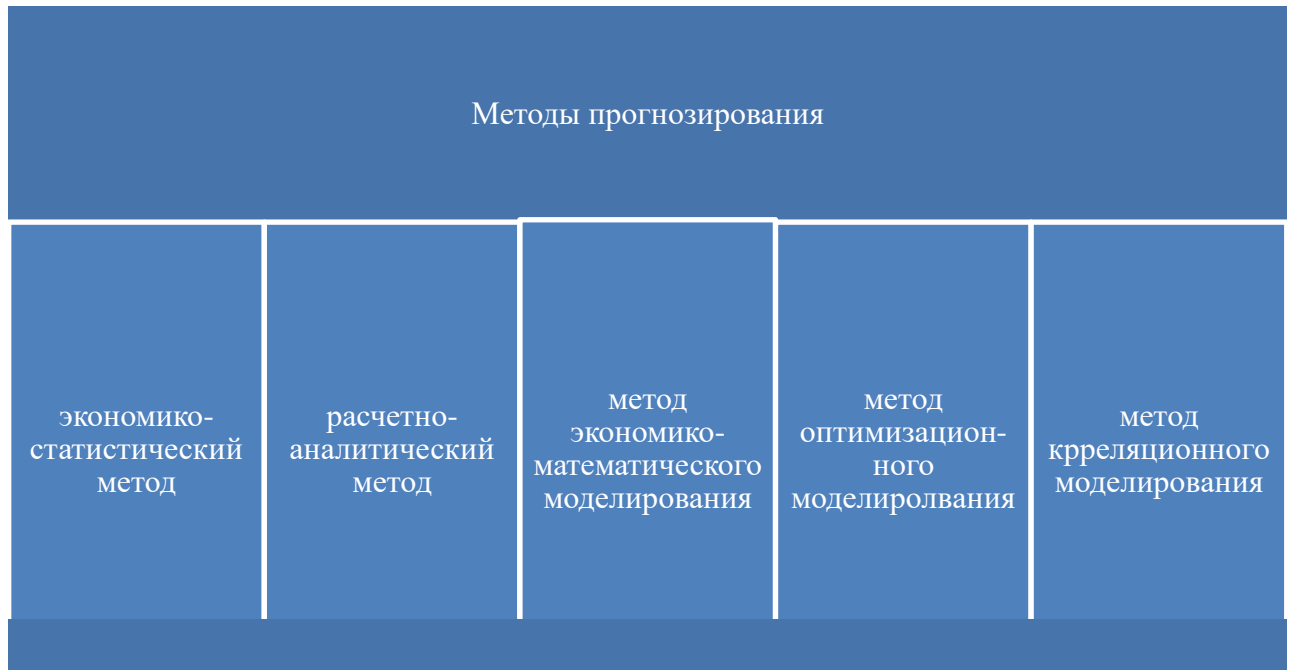 Методы прогнозирования
экономико-
статистический
метод
расчетно-
аналитический
метод
метод
экономико-
математического
моделирования
метод
оптимизацион-
ного
моделиролвания
метод
крреляционного
моделирования